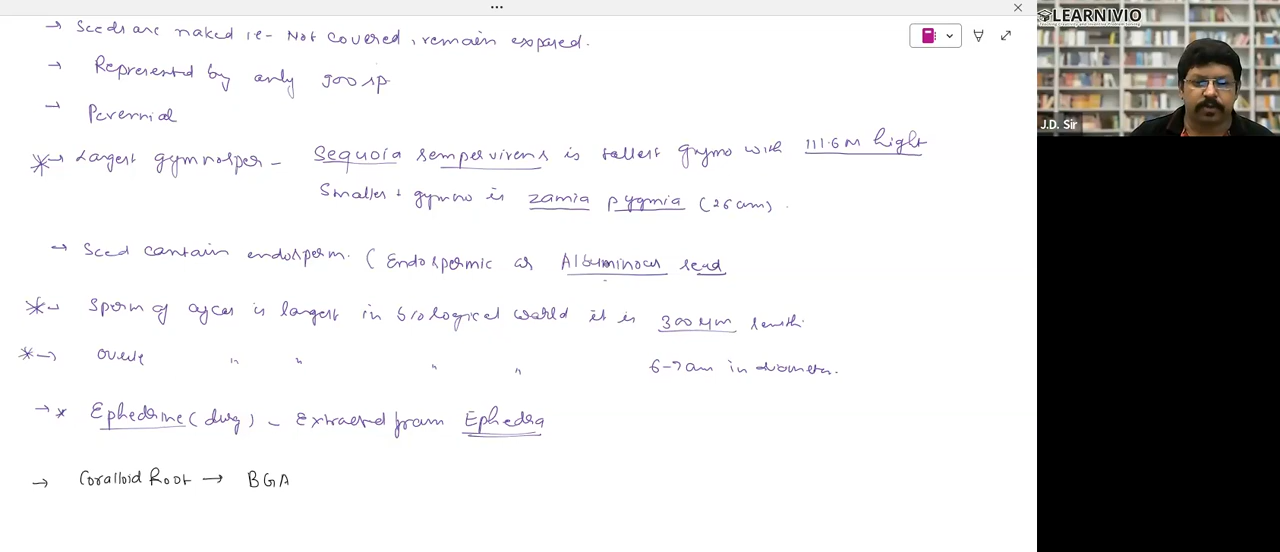 → Seeds are naked i.e- Not covered, remain exposed.
→ Represented by only 900 sp
→ Perennial
*→ Largest gymnosper - Sequoia sempervirens is tallest gymno with 111.6 M hight
Smallest gymno is zamia pygmia (25 cm).
→ Seed contain endosperm. (Endospermic or Albuminous seed
*→ Sperm of cycas is largest in biological world it is 300 µm length.
*→ Ovule " " " " 6-7 cm in diameter.
→* Ephedrine (drug) - Extracted from Ephedra
→ Coralloid Root → BGA
LEARNIVIO
J.D. Sir